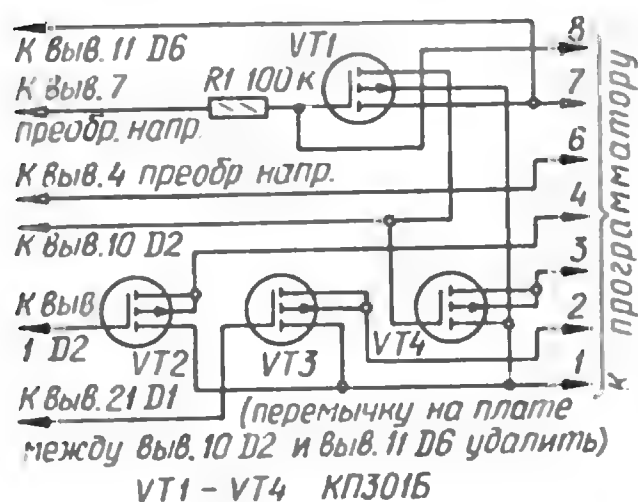 К выв. 11 D6
VT1
8
К выв. 7
R1 100 к
7
преобр. напр.
6
К выв. 4 преобр напр.
4
К выв. 10 D2
3
К выв
1 D2
2
VT2
VT3
VT4
1
К выв. 21 D1
к программатору
(перемычку на плате
между выв. 10 D2 и выв. 11 D6 удалить)
VT1 – VT4 КП301Б